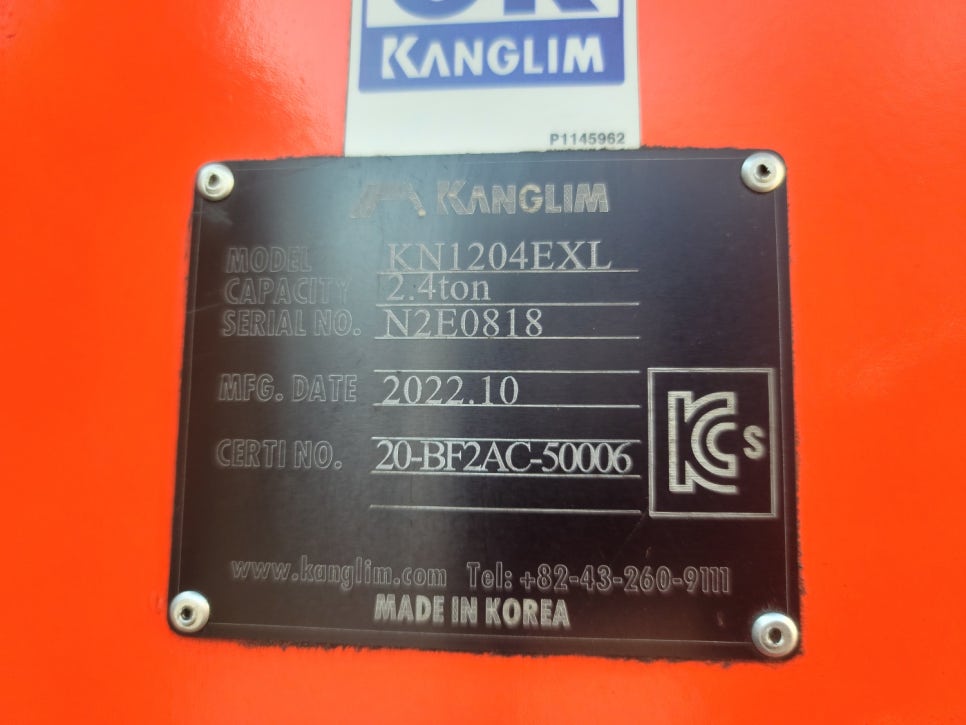 KANGLIM
P1145962
KANGLIM
MODEL KN1204EXL
CAPACITY 2.4ton
SERIAL NO. N2E0818
MFG. DATE 2022.10
CERTI NO. 20-BF2AC-50006
KCs
www.kanglim.com Tel: +82-43-260-9111
MADE IN KOREA